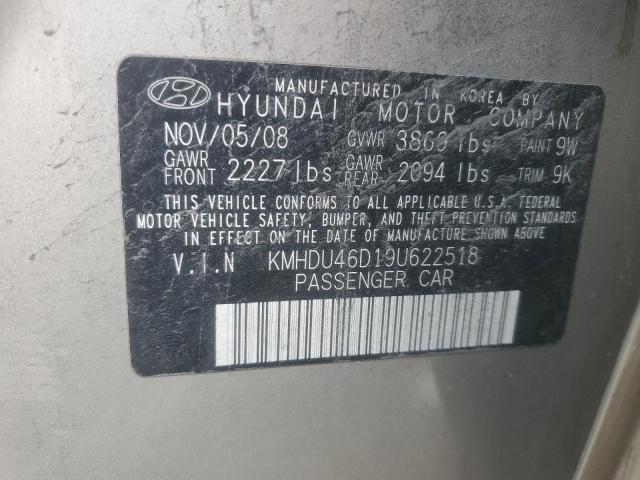 MANUFACTURED IN KOREA BY
HYUNDAI MOTOR COMPANY
NOV/05/08 GVWR 3869 lbs PAINT 9W
GAWR FRONT 2227 lbs GAWR REAR 2094 lbs TRIM 9K
THIS VEHICLE CONFORMS TO ALL APPLICABLE U.S.A. FEDERAL
MOTOR VEHICLE SAFETY, BUMPER, AND THEFT PREVENTION STANDARDS
IN EFFECT ON THE DATE OF MANUFACTURE SHOWN ABOVE.
V.I.N KMHDU46D19U622518
PASSENGER CAR